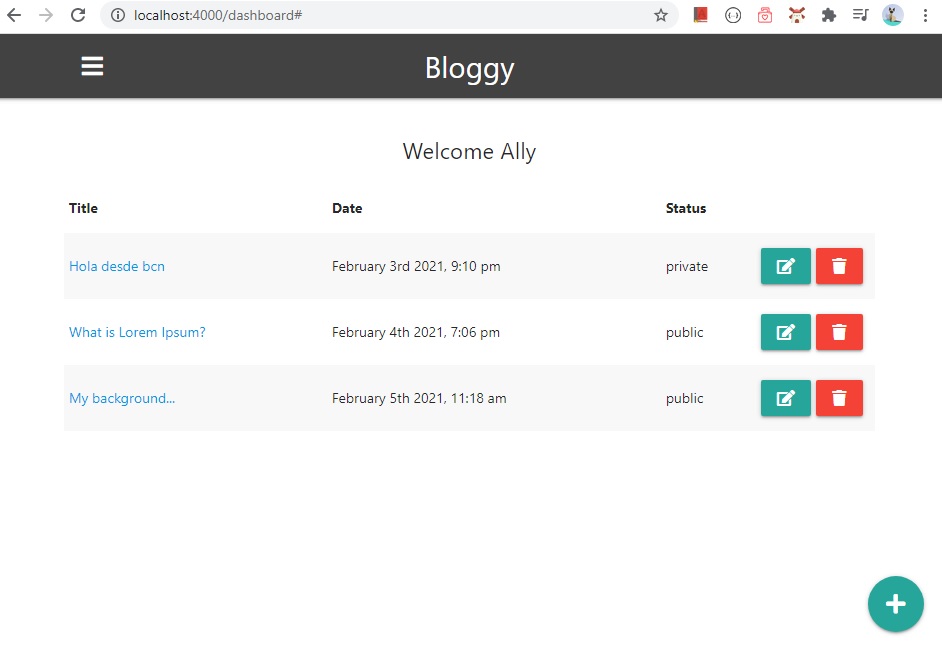 localhost:4000/dashboard#
Bloggy
Welcome Ally
Title Date Status
Hola desde bcn February 3rd 2021, 9:10 pm private
What is Lorem Ipsum? February 4th 2021, 7:06 pm public
My background... February 5th 2021, 11:18 am public